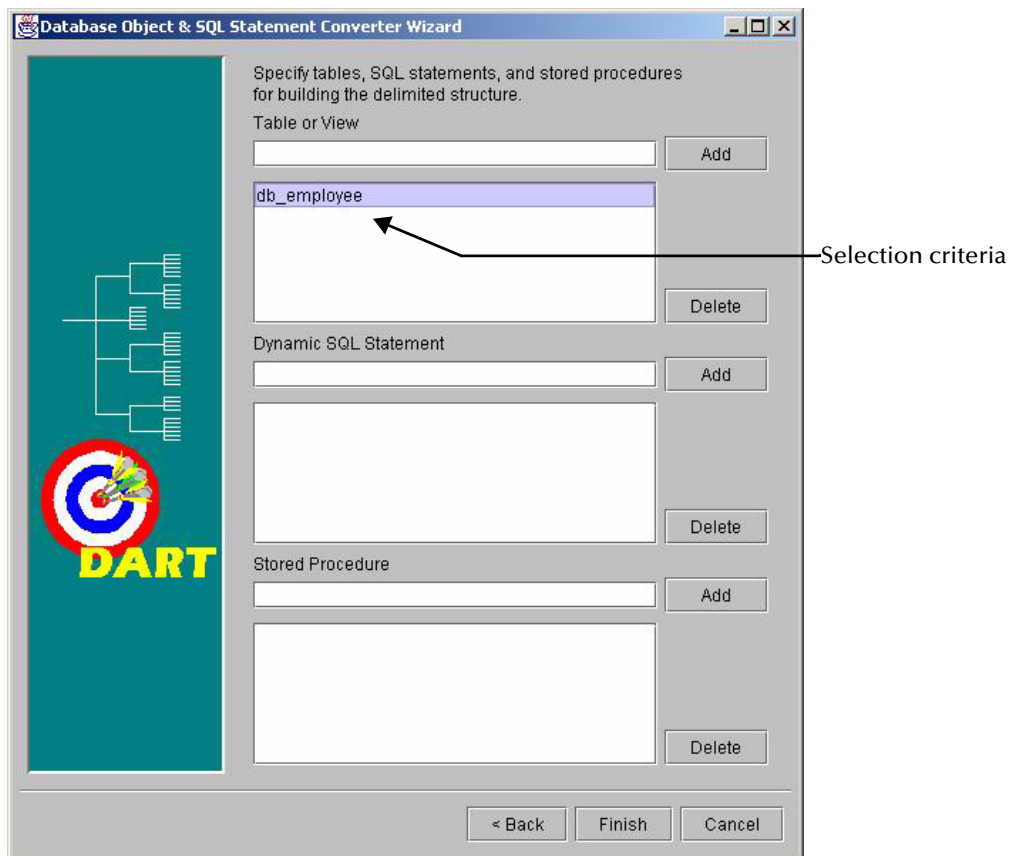 Database Object & SQL Statement Converter Wizard
Specify tables, SQL statements, and stored procedures
for building the delimited structure.
Table or View
Add
db_employee
Selection criteria
Delete
Dynamic SQL Statement
Add
Delete
DART
Stored Procedure
Add
Delete
< Back
Finish
Cancel